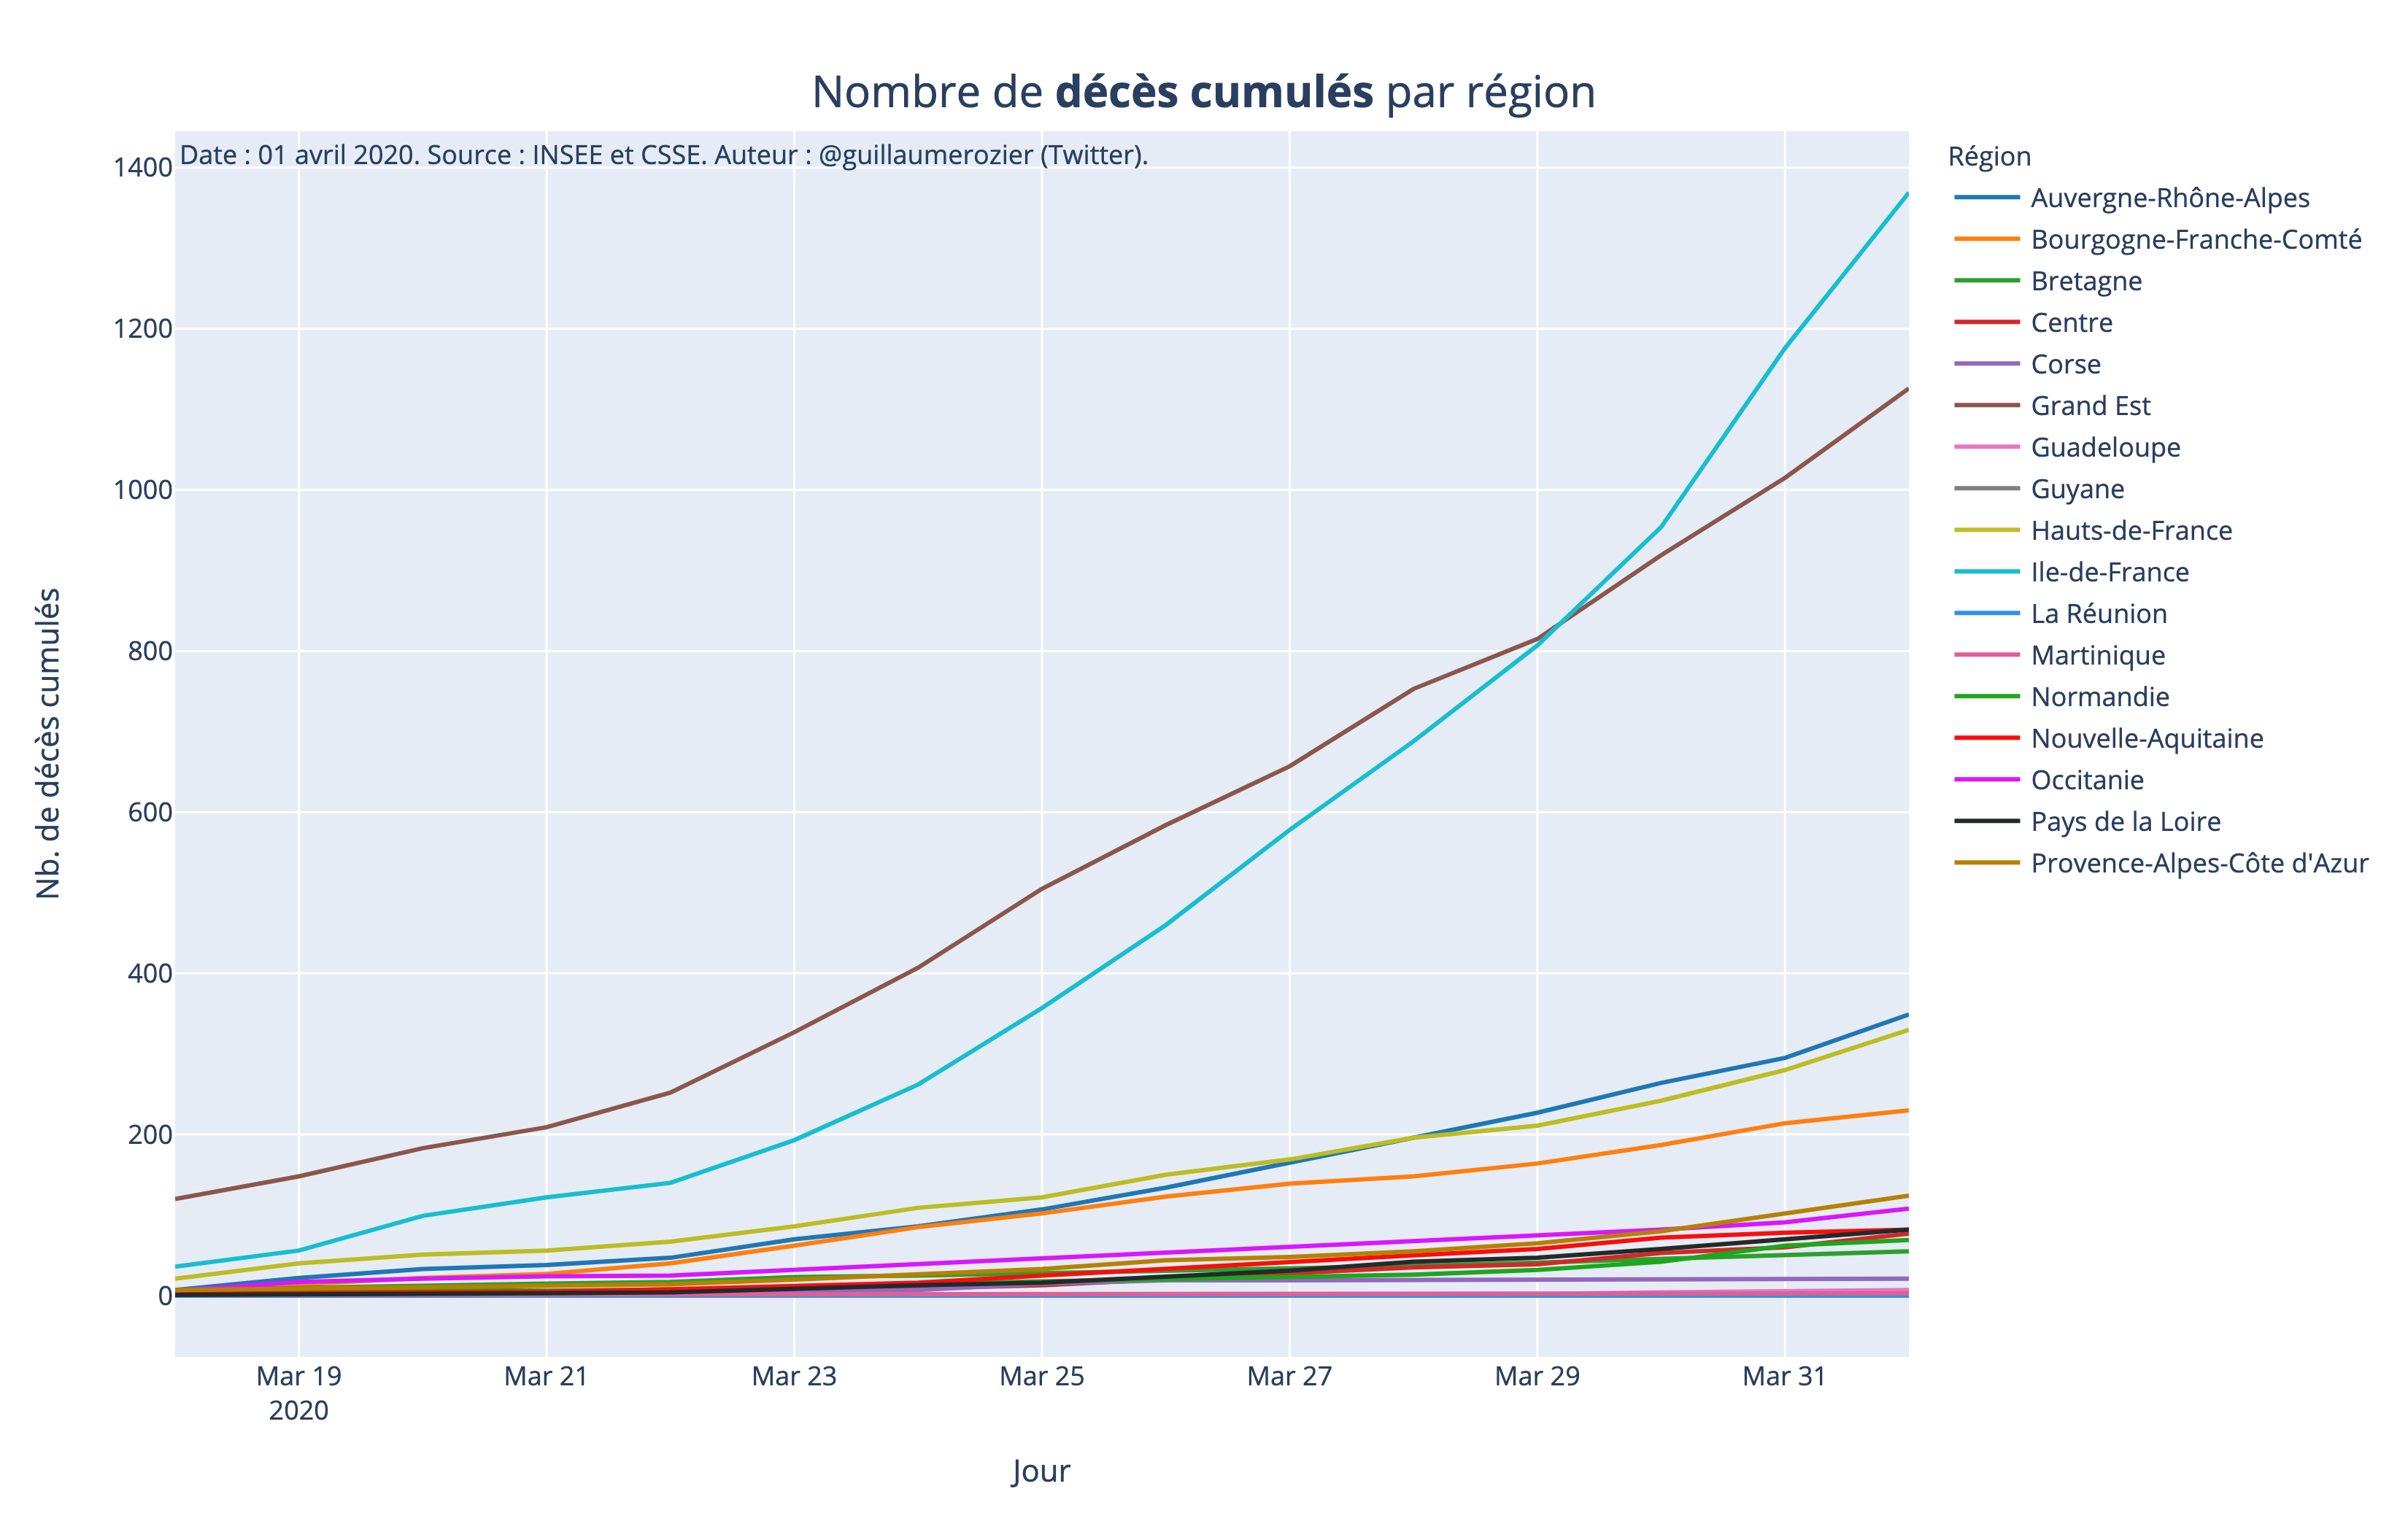 Nombre de décès cumulés par région
Date : 01 avril 2020. Source : INSEE et CSSE. Auteur : @guillaumerozier (Twitter).
Nb. de décès cumulés
1400
1200
1000
800
600
400
200
0
Mar 19
2020
Mar 21
Mar 23
Mar 25
Mar 27
Mar 29
Mar 31
Jour
Région
Auvergne-Rhône-Alpes
Bourgogne-Franche-Comté
Bretagne
Centre
Corse
Grand Est
Guadeloupe
Guyane
Hauts-de-France
Ile-de-France
La Réunion
Martinique
Normandie
Nouvelle-Aquitaine
Occitanie
Pays de la Loire
Provence-Alpes-Côte d'Azur